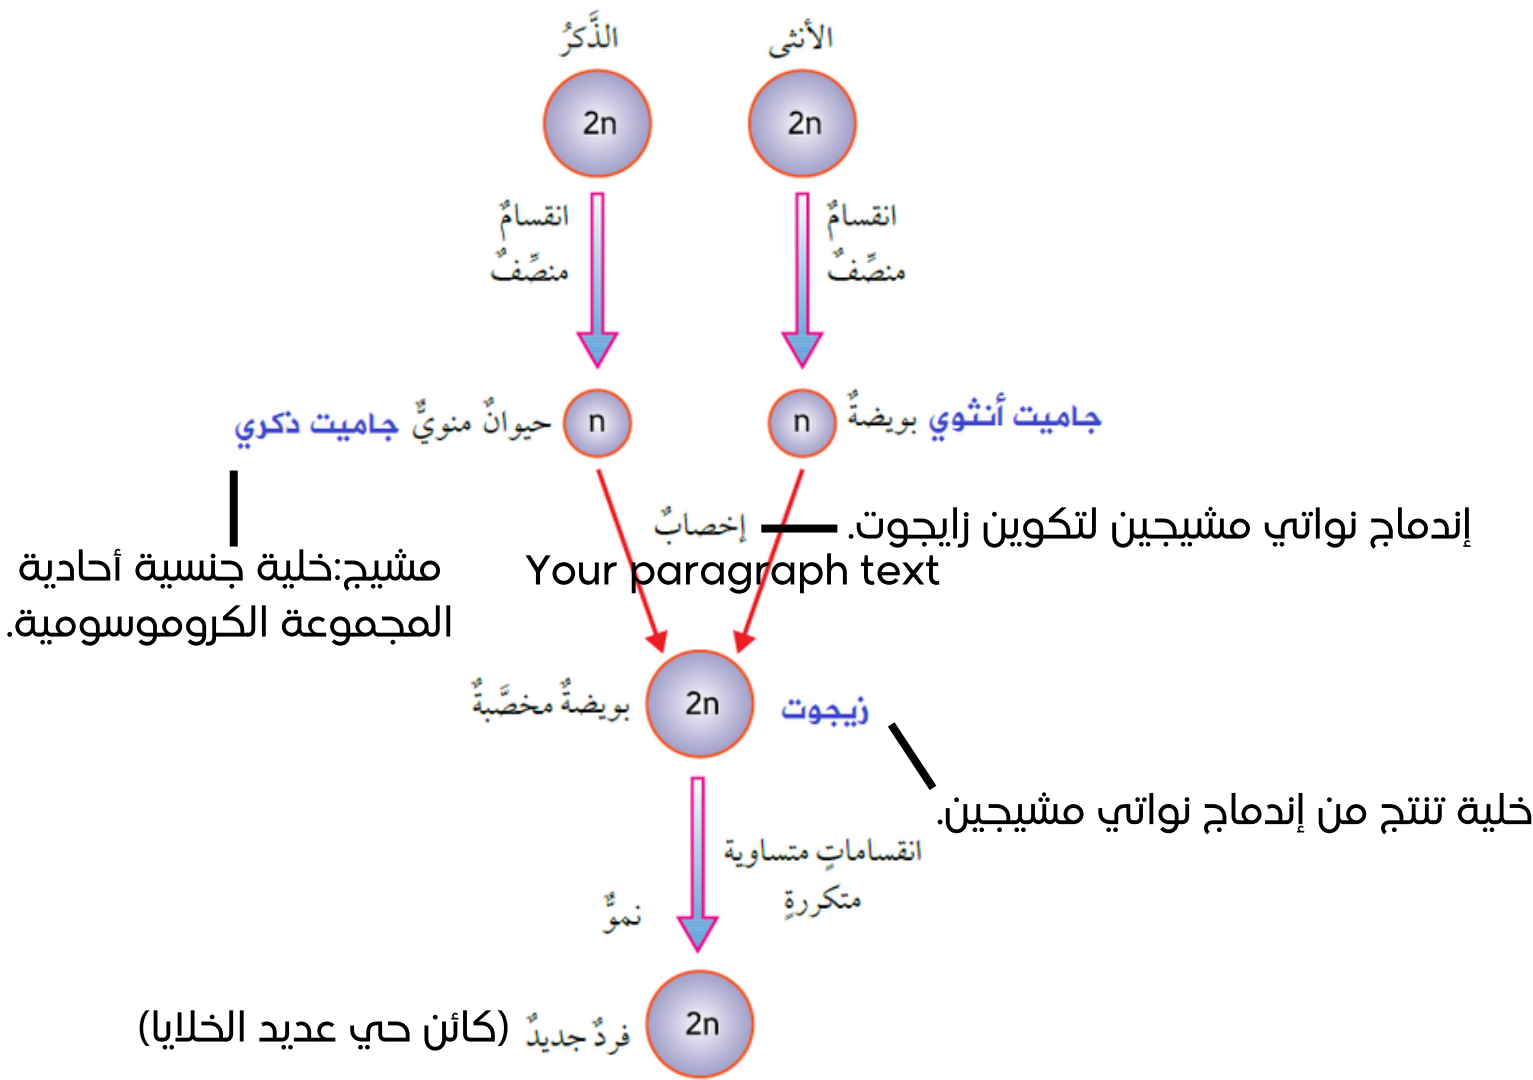 الأنثى
الذَّكرُ
2n
2n
انقسامٌ
منصِّفٌ
انقسامٌ
منصِّفٌ
جاميت أنثوي بويضةٌ
n
n
حيوانٌ منويٌّ جاميت ذكري
إندماج نواتي مشيجين لتكوين زايجوت.
إخصابٌ
Your paragraph text
مشيج:خلية جنسية أحادية
المجموعة الكروموسومية.
زيجوت
2n
بويضةٌ مخصَّبةٌ
خلية تنتج من إندماج نواتي مشيجين.
انقساماتٍ متساوية
متكررةٍ
نموٌّ
2n
فردٌ جديدٌ (كائن حي عديد الخلايا)